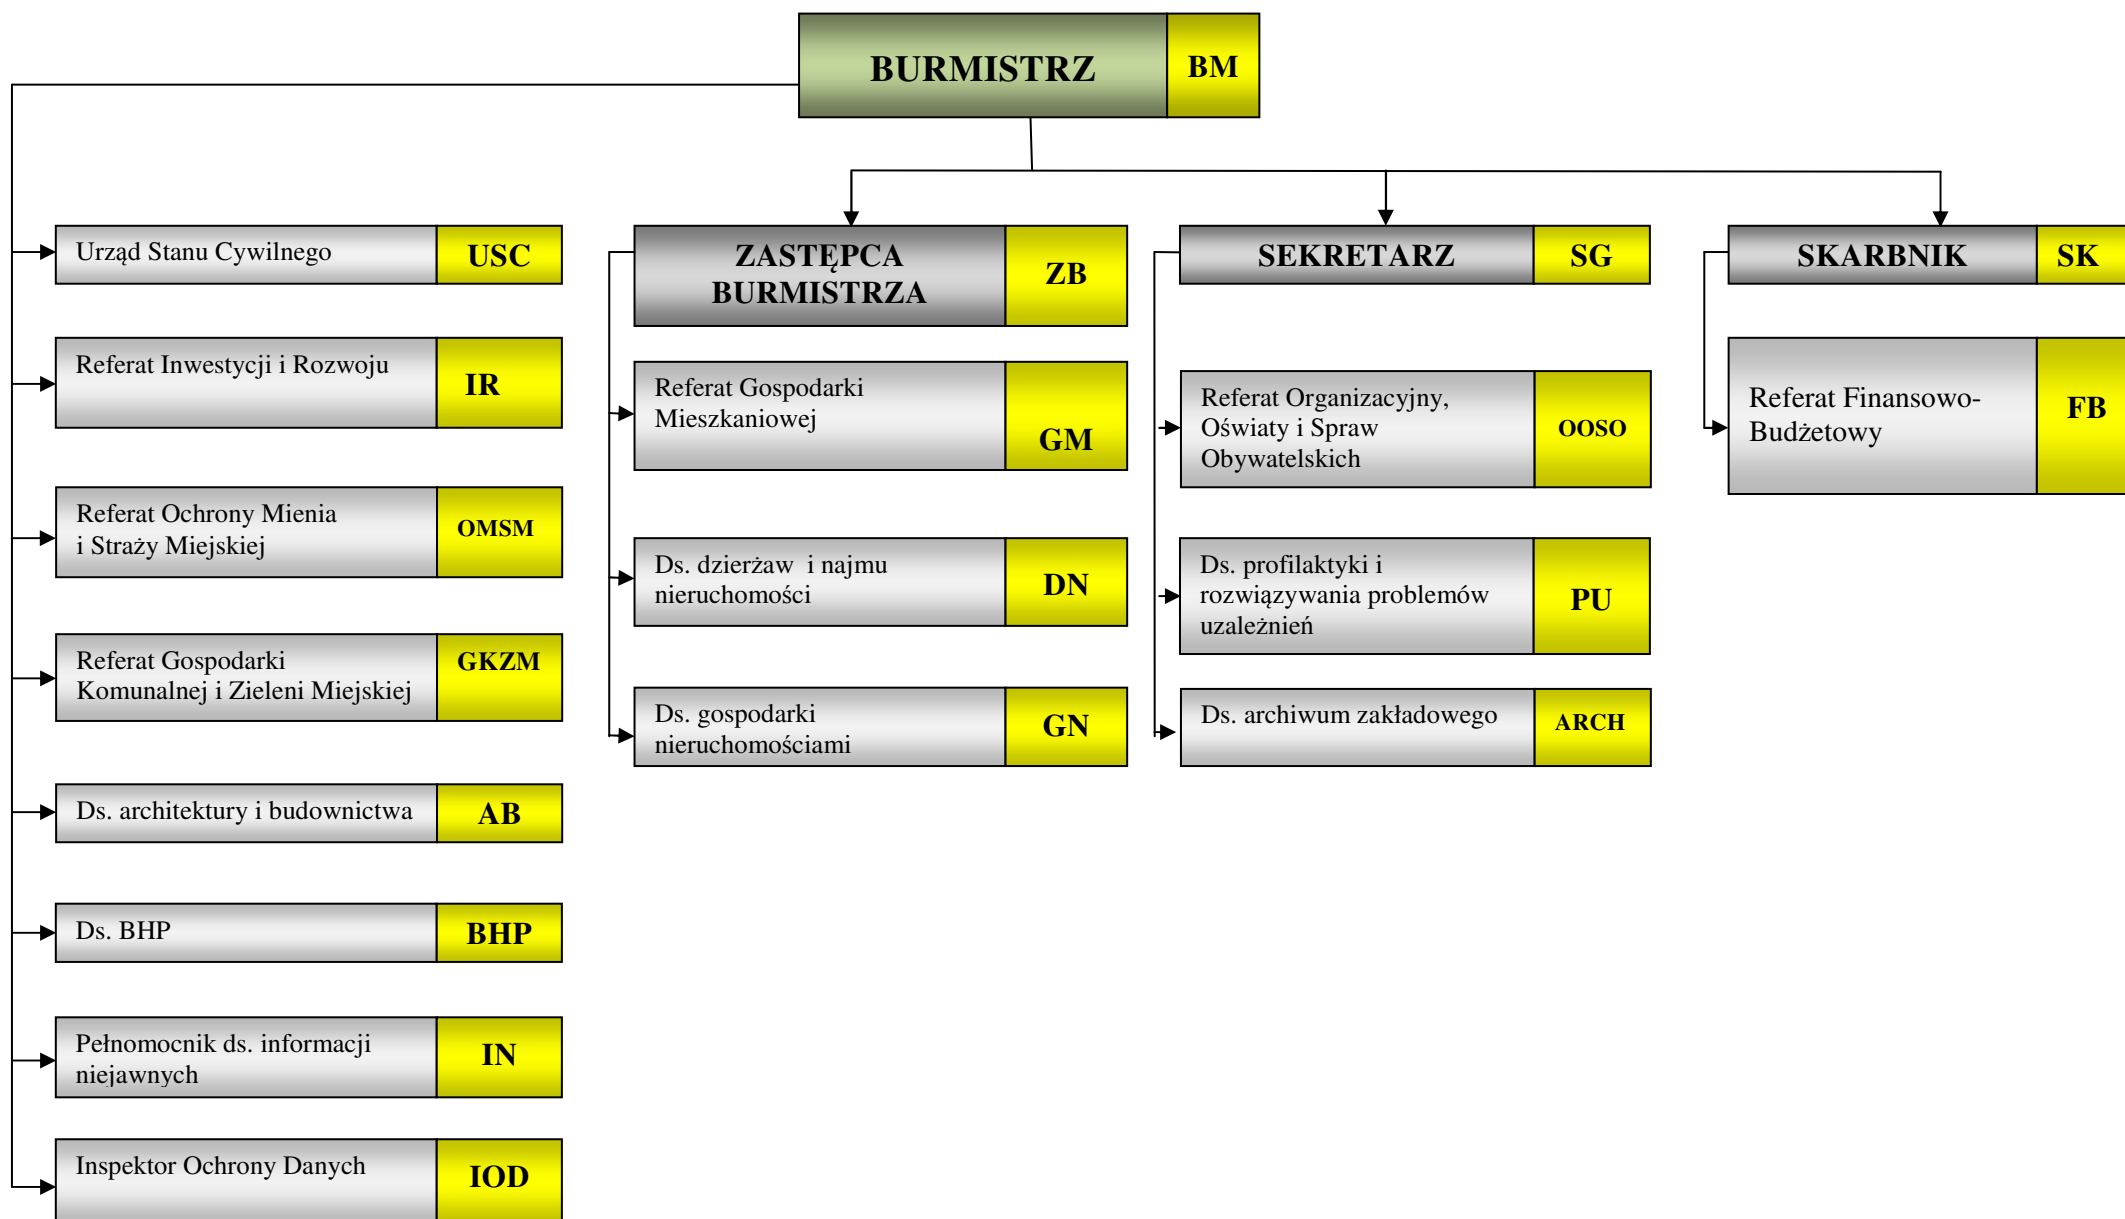 BURMISTRZ
BM
Urząd Stanu Cywilnego
USC
Referat Inwestycji i Rozwoju
IR
Referat Ochrony Mienia
i Straży Miejskiej
OMSM
Referat Gospodarki
Komunalnej i Zieleni Miejskiej
GKZM
Ds. architektury i budownictwa
AB
Ds. BHP
BHP
Pełnomocnik ds. informacji
niejawnych
IN
Inspektor Ochrony Danych
IOD
ZASTĘPCA
BURMISTRZA
ZB
Referat Gospodarki
Mieszkaniowej
GM
Ds. dzierżaw i najmu
nieruchomości
DN
Ds. gospodarki
nieruchomościami
GN
SEKRETARZ
SG
Referat Organizacyjny,
Oświaty i Spraw
Obywatelskich
OOSO
Ds. profilaktyki i
rozwiązywania problemów
uzależnień
PU
Ds. archiwum zakładowego
ARCH
SKARBNIK
SK
Referat Finansowo-
Budżetowy
FB